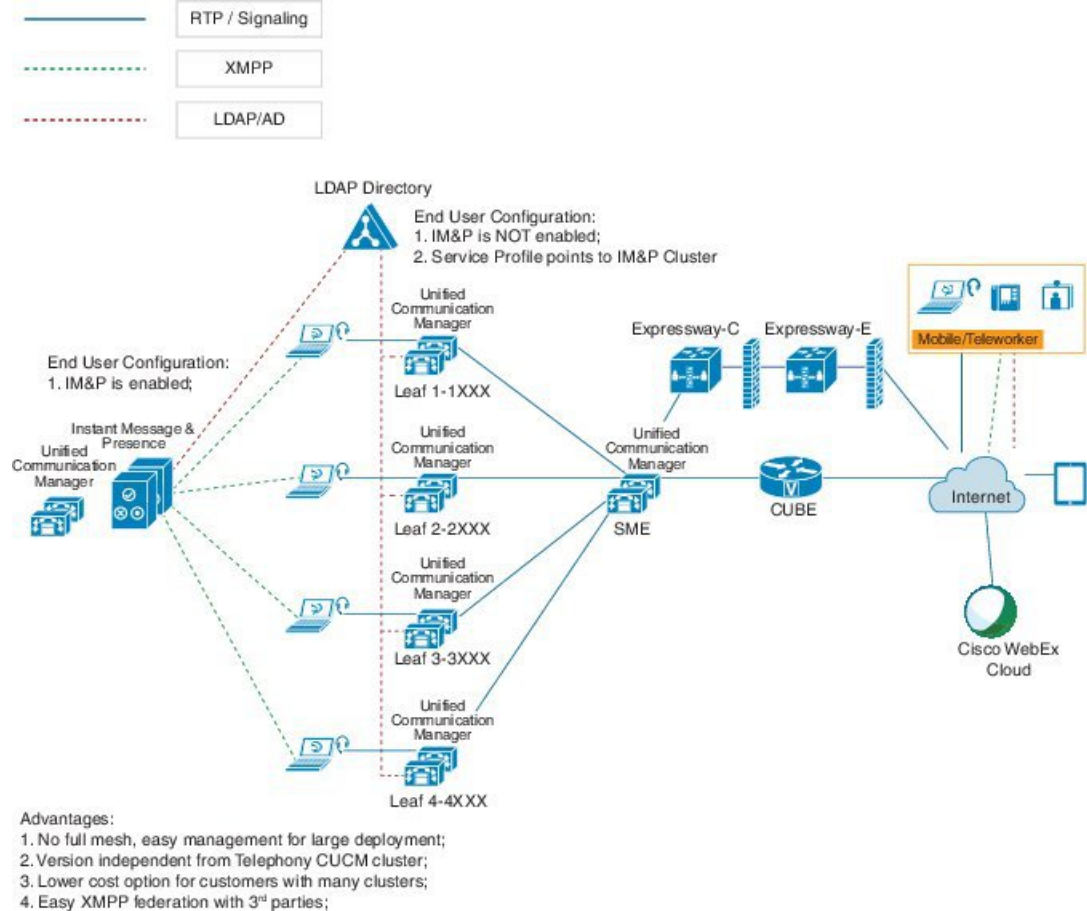 RTP / Signaling
XMPP
LDAP/AD
LDAP Directory
End User Configuration:
1. IM&P is NOT enabled;
2. Service Profile points to IM&P Cluster
Unified
Communication
Manager
Leaf 1-1XXX
End User Configuration:
1. IM&P is enabled;
Instant Message &
Presence
Unified
Communication
Manager
Unified
Communication
Manager
Leaf 2-2XXX
Unified
Communication
Manager
Leaf 3-3XXX
Unified
Communication
Manager
Leaf 4-4XXX
Expressway-C
Expressway-E
Mobile/Teleworker
Unified
Communication
Manager
SME
V
CUBE
Internet
Cisco WebEx
Cloud
Advantages:
1. No full mesh, easy management for large deployment;
2. Version independent from Telephony CUCM cluster;
3. Lower cost option for customers with many clusters;
4. Easy XMPP federation with 3rd parties;